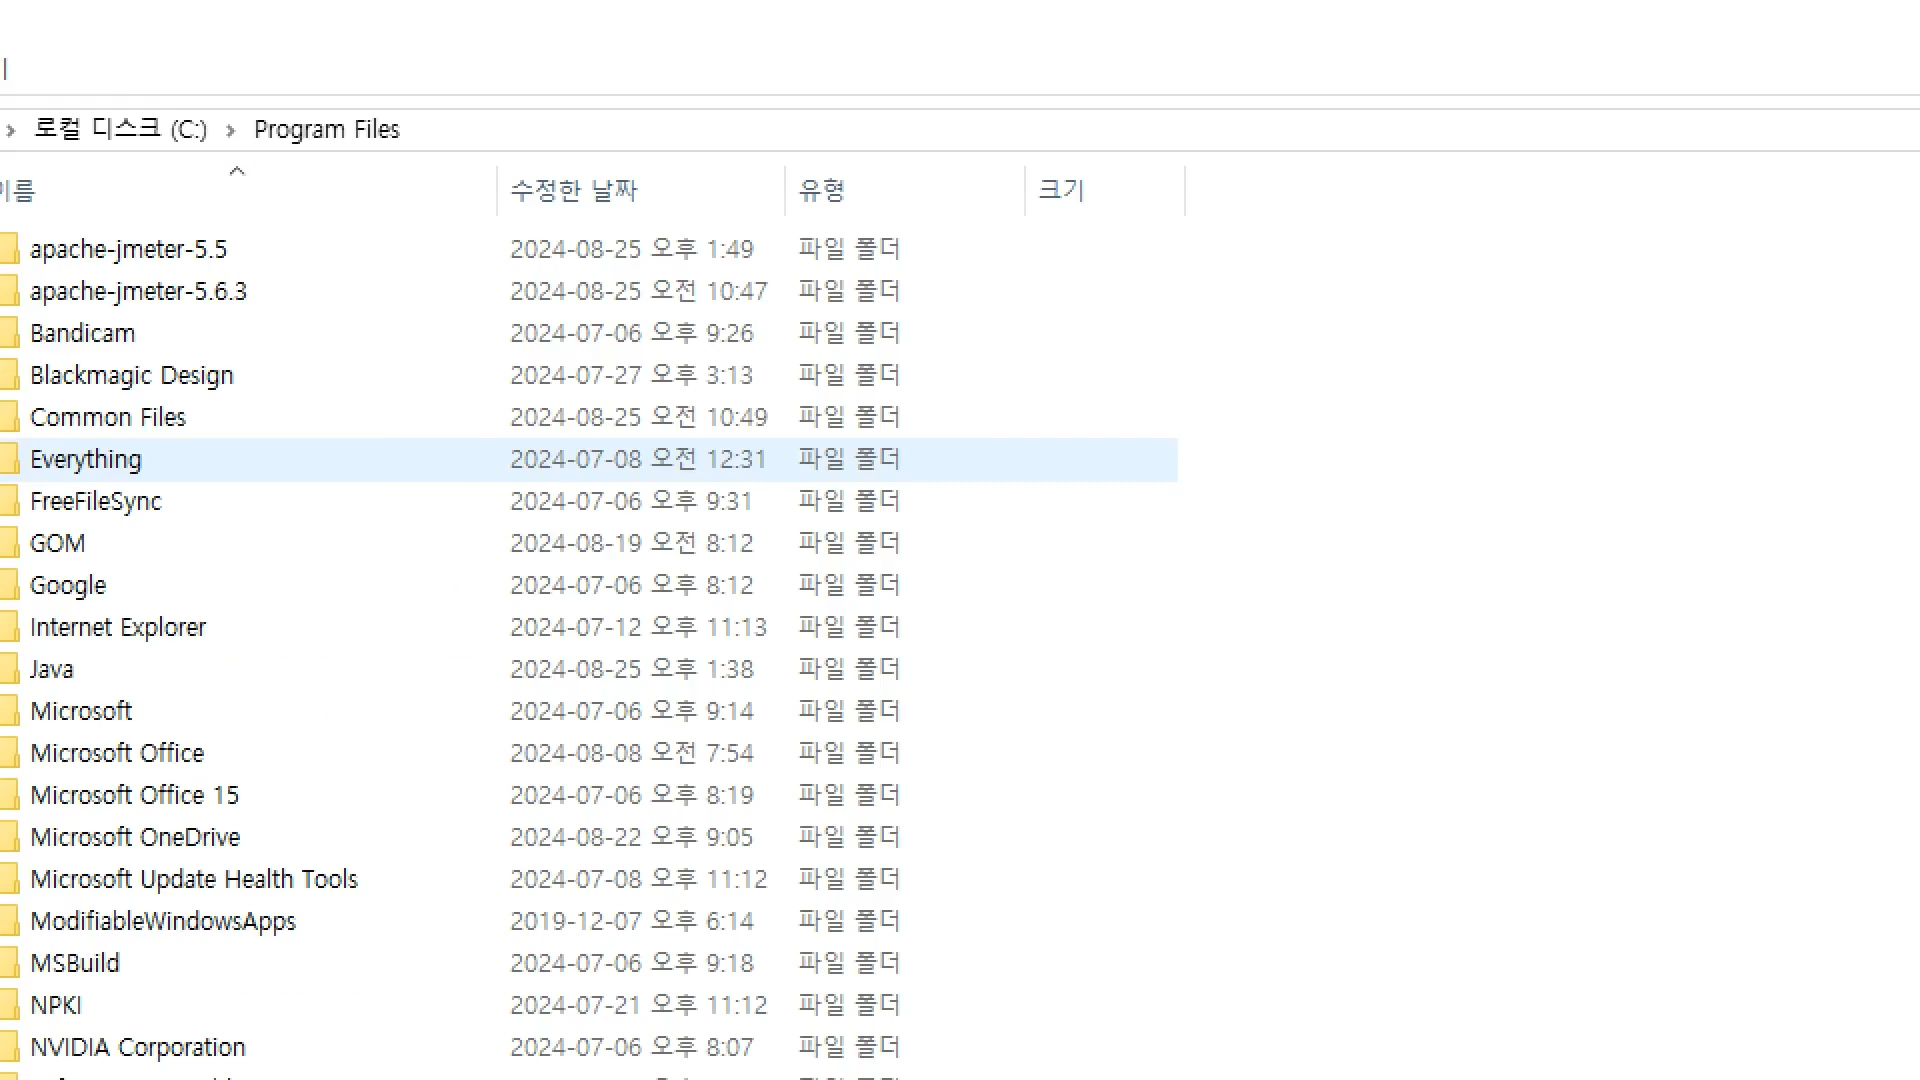 로컬 디스크 (C:) > Program Files
이름 수정한 날짜 유형 크기
apache-jmeter-5.5 2024-08-25 오후 1:49 파일 폴더
apache-jmeter-5.6.3 2024-08-25 오전 10:47 파일 폴더
Bandicam 2024-07-06 오후 9:26 파일 폴더
Blackmagic Design 2024-07-27 오후 3:13 파일 폴더
Common Files 2024-08-25 오전 10:49 파일 폴더
Everything 2024-07-08 오전 12:31 파일 폴더
FreeFileSync 2024-07-06 오후 9:31 파일 폴더
GOM 2024-08-19 오전 8:12 파일 폴더
Google 2024-07-06 오후 8:12 파일 폴더
Internet Explorer 2024-07-12 오후 11:13 파일 폴더
Java 2024-08-25 오후 1:38 파일 폴더
Microsoft 2024-07-06 오후 9:14 파일 폴더
Microsoft Office 2024-08-08 오전 7:54 파일 폴더
Microsoft Office 15 2024-07-06 오후 8:19 파일 폴더
Microsoft OneDrive 2024-08-22 오후 9:05 파일 폴더
Microsoft Update Health Tools 2024-07-08 오후 11:12 파일 폴더
ModifiableWindowsApps 2019-12-07 오후 6:14 파일 폴더
MSBuild 2024-07-06 오후 9:18 파일 폴더
NPKI 2024-07-21 오후 11:12 파일 폴더
NVIDIA Corporation 2024-07-06 오후 8:07 파일 폴더